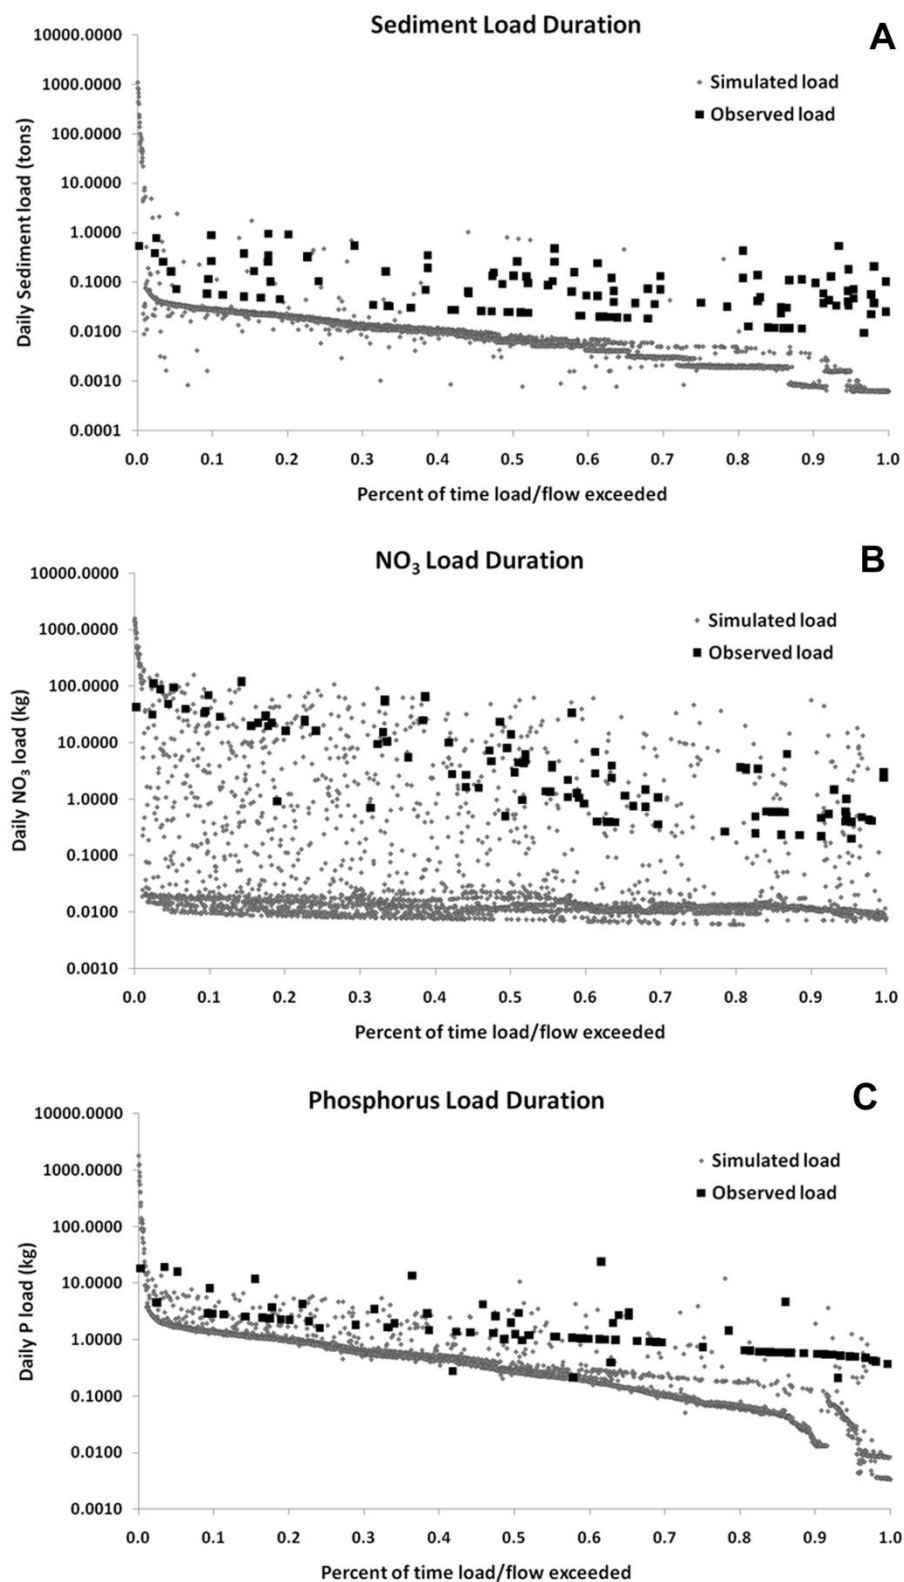 Sediment Load Duration
A
10000.0000
1000.0000
100.0000
10.0000
1.0000
0.1000
0.0100
0.0010
0.0001
Daily Sediment load (tons)
Simulated load
Observed load
0.0 0.1 0.2 0.3 0.4 0.5 0.6 0.7 0.8 0.9 1.0
Percent of time load/flow exceeded
NO3 Load Duration
B
10000.0000
1000.0000
100.0000
10.0000
1.0000
0.1000
0.0100
0.0010
Daily NO3 load (kg)
Simulated load
Observed load
0.0 0.1 0.2 0.3 0.4 0.5 0.6 0.7 0.8 0.9 1.0
Percent of time load/flow exceeded
Phosphorus Load Duration
C
10000.0000
1000.0000
100.0000
10.0000
1.0000
0.1000
0.0100
0.0010
Daily P load (kg)
Simulated load
Observed load
0.0 0.1 0.2 0.3 0.4 0.5 0.6 0.7 0.8 0.9 1.0
Percent of time load/flow exceeded